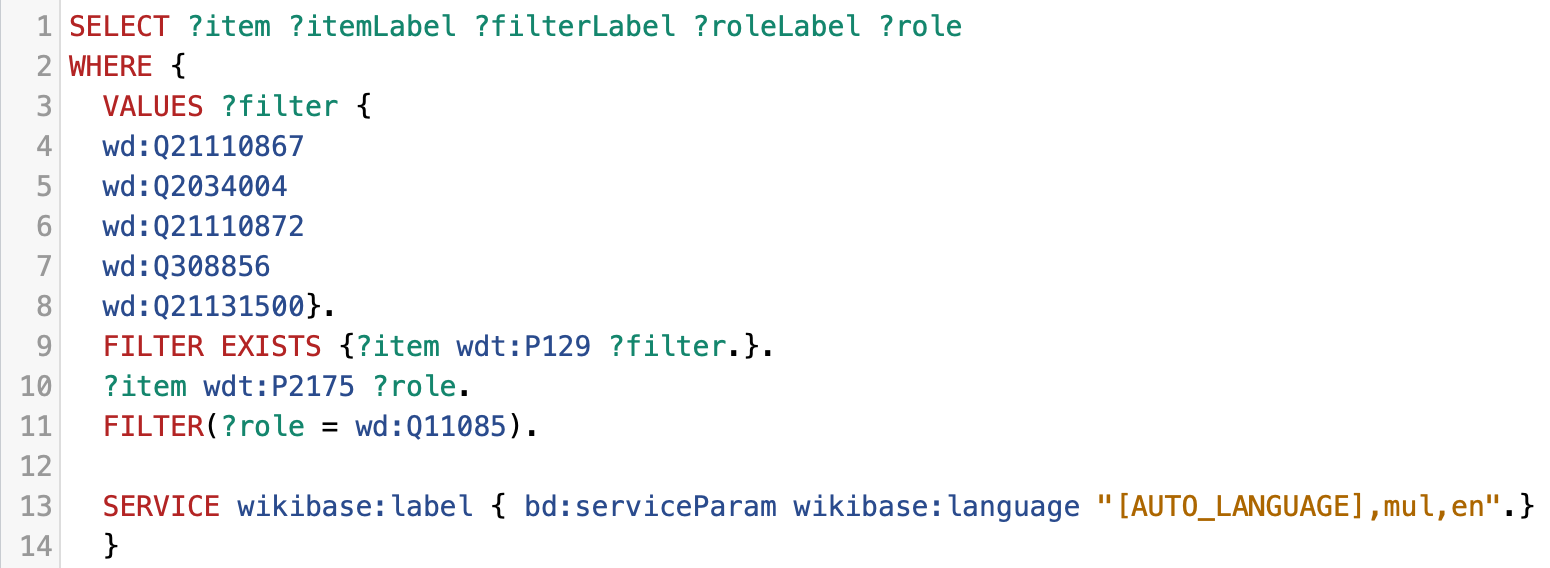 1 SELECT ?item ?itemLabel ?filterLabel ?roleLabel ?role
2 WHERE {
3 VALUES ?filter {
4 wd:Q21110867
5 wd:Q2034004
6 wd:Q21110872
7 wd:Q308856
8 wd:Q21131500}.
9 FILTER EXISTS {?item wdt:P129 ?filter.}.
10 ?item wdt:P2175 ?role.
11 FILTER(?role = wd:Q11085).
12
13 SERVICE wikibase:label { bd:serviceParam wikibase:language "[AUTO_LANGUAGE],mul,en".}
14 }